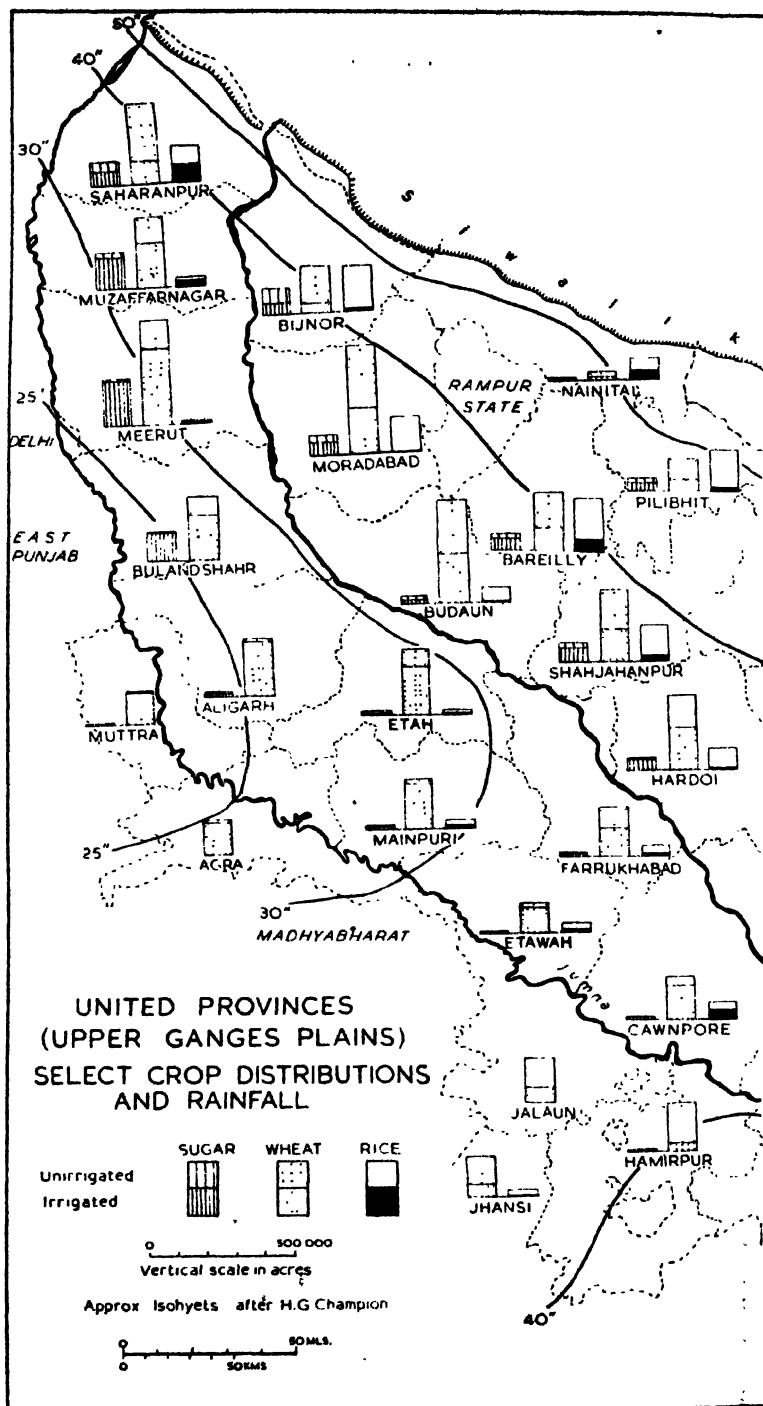 50"
40"
30"
SAHARANPUR
MUZAFFARNAGAR
BIJNOR
Siwalik
NAINITAL
RAMPUR
STATE
25"
DELHI
MEERUT
MORADABAD
PILIBHIT
EAST
PUNJAB
BULANDSHAHR
BAREILLY
BUDAUN
SHAHJAHANPUR
MUTTRA
ALIGARH
ETAH
HARDOI
25"
AGRA
MAINPURI
FARRUKHABAD
30"
MADHYABHARAT
ETAWAH
Jumna
CAWNPORE
UNITED PROVINCES
(UPPER GANGES PLAINS)
SELECT CROP DISTRIBUTIONS
AND RAINFALL
JALAUN
HAMIRPUR
JHANSI
SUGAR WHEAT RICE
Unirrigated
Irrigated
0 500 000
Vertical scale in acres
Approx Isohyets after H.G Champion
40"
0 60 MLS.
0 50 KMS